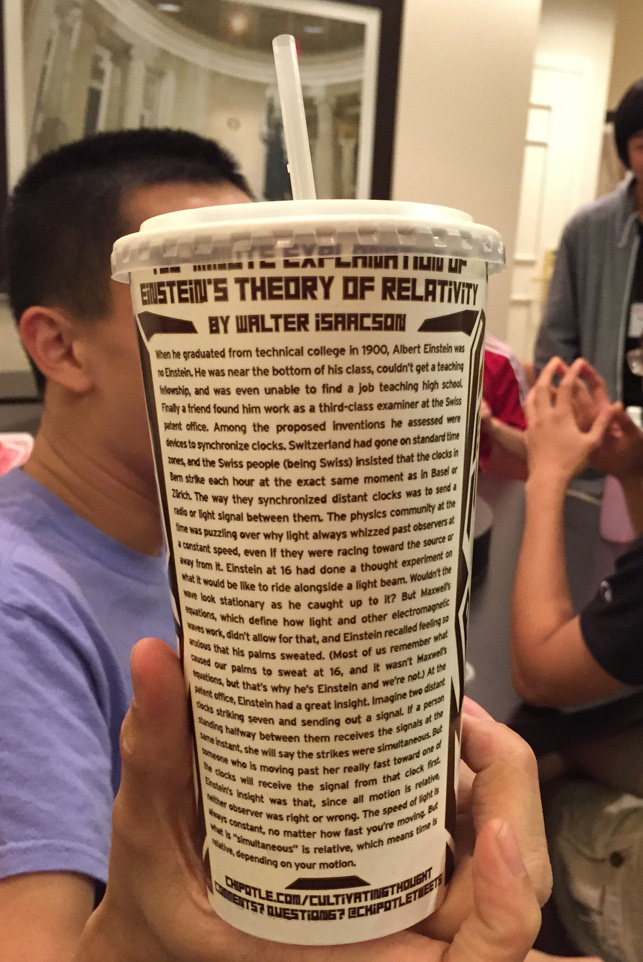 MINUTE EXPLANATION OF
EINSTEIN'S THEORY OF RELATIVITY
BY WALTER ISAACSON
When he graduated from technical college in 1900, Albert Einstein was
no Einstein. He was near the bottom of his class, couldn't get a teaching
fellowship, and was even unable to find a job teaching high school.
Finally a friend found him work as a third-class examiner at the Swiss
patent office. Among the proposed inventions he assessed were
devices to synchronize clocks. Switzerland had gone on standard time
zones, and the Swiss people (being Swiss) insisted that the clocks in
Bern strike each hour at the exact same moment as in Basel or
Zürich. The way they synchronized distant clocks was to send a
radio or light signal between them. The physics community at the
time was puzzling over why light always whizzed past observers at
a constant speed, even if they were racing toward the source or
away from it. Einstein at 16 had done a thought experiment on
what it would be like to ride alongside a light beam. Wouldn't the
wave look stationary as he caught up to it? But Maxwell's
equations, which define how light and other electromagnetic
waves work, didn't allow for that, and Einstein recalled feeling so
anxious that his palms sweated. (Most of us remember what
caused our palms to sweat at 16, and it wasn't Maxwell's
equations, but that's why he's Einstein and we're not.) At the
patent office, Einstein had a great insight. Imagine two distant
clocks striking seven and sending out a signal. If a person
standing halfway between them receives the signals at the
same instant, she will say the strikes were simultaneous. But
someone who is moving past her really fast toward one of
the clocks will receive the signal from that clock first.
Einstein's insight was that, since all motion is relative,
neither observer was right or wrong. The speed of light is
always constant, no matter how fast you're moving. But
what is "simultaneous" is relative, which means time is
relative, depending on your motion.
CHIPOTLE.COM/CULTIVATINGTHOUGHT
COMMENTS? QUESTIONS? @CHIPOTLETWEETS